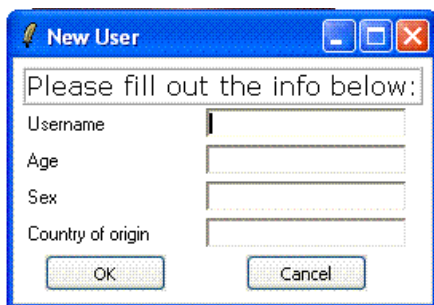 New User
Please fill out the info below:
Username
Age
Sex
Country of origin
OK Cancel